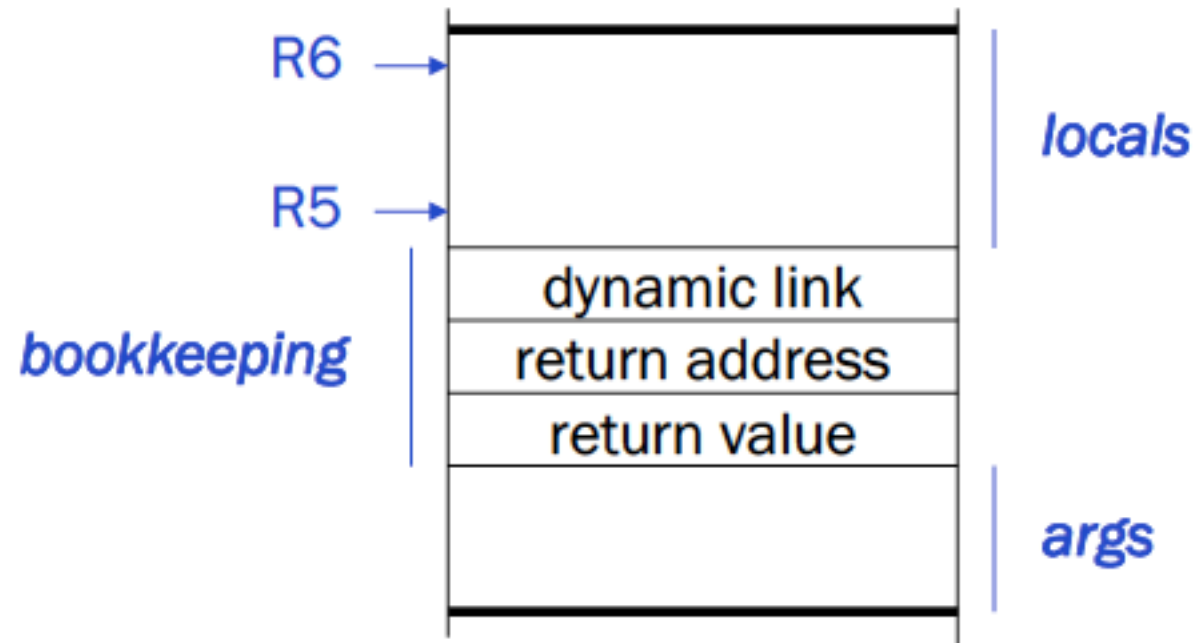 R6
locals
R5
dynamic link
bookkeeping
return address
return value
args